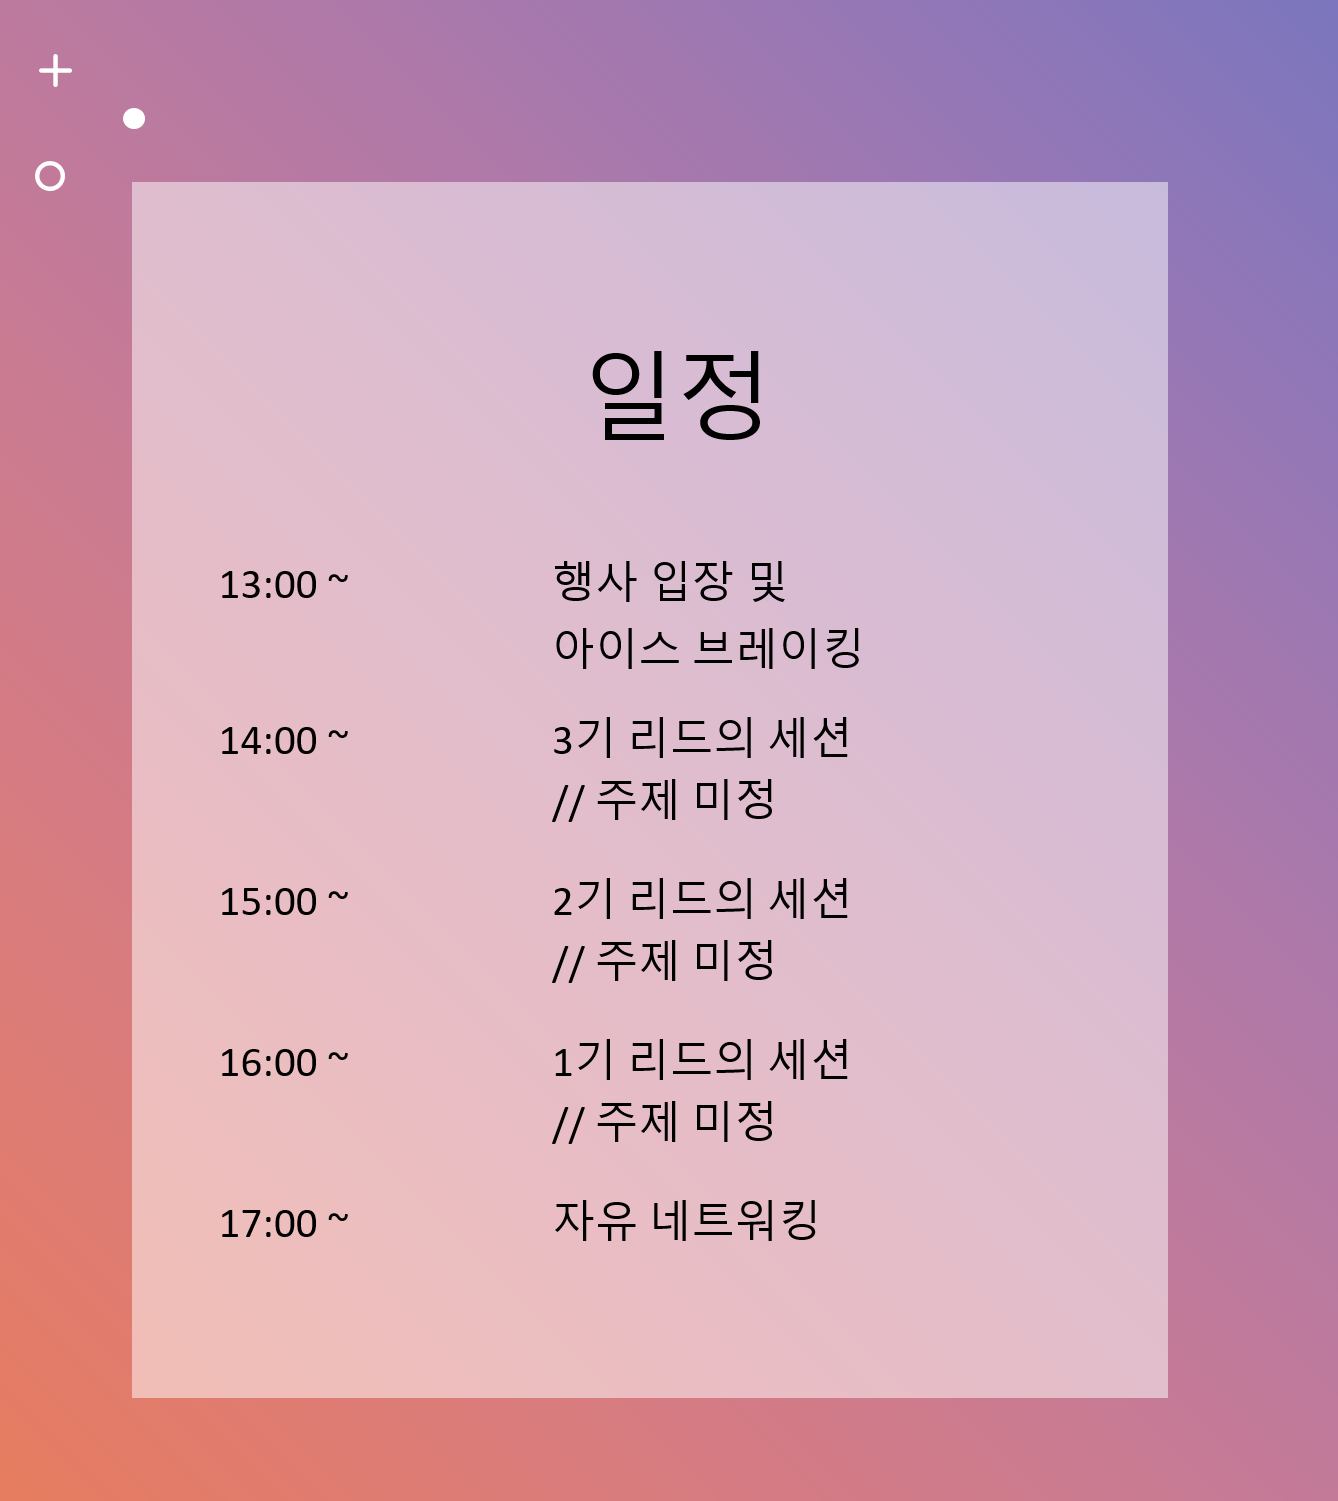 일정
13:00 ~ 행사 입장 및
아이스 브레이킹
14:00 ~ 3기 리드의 세션
// 주제 미정
15:00 ~ 2기 리드의 세션
// 주제 미정
16:00 ~ 1기 리드의 세션
// 주제 미정
17:00 ~ 자유 네트워킹